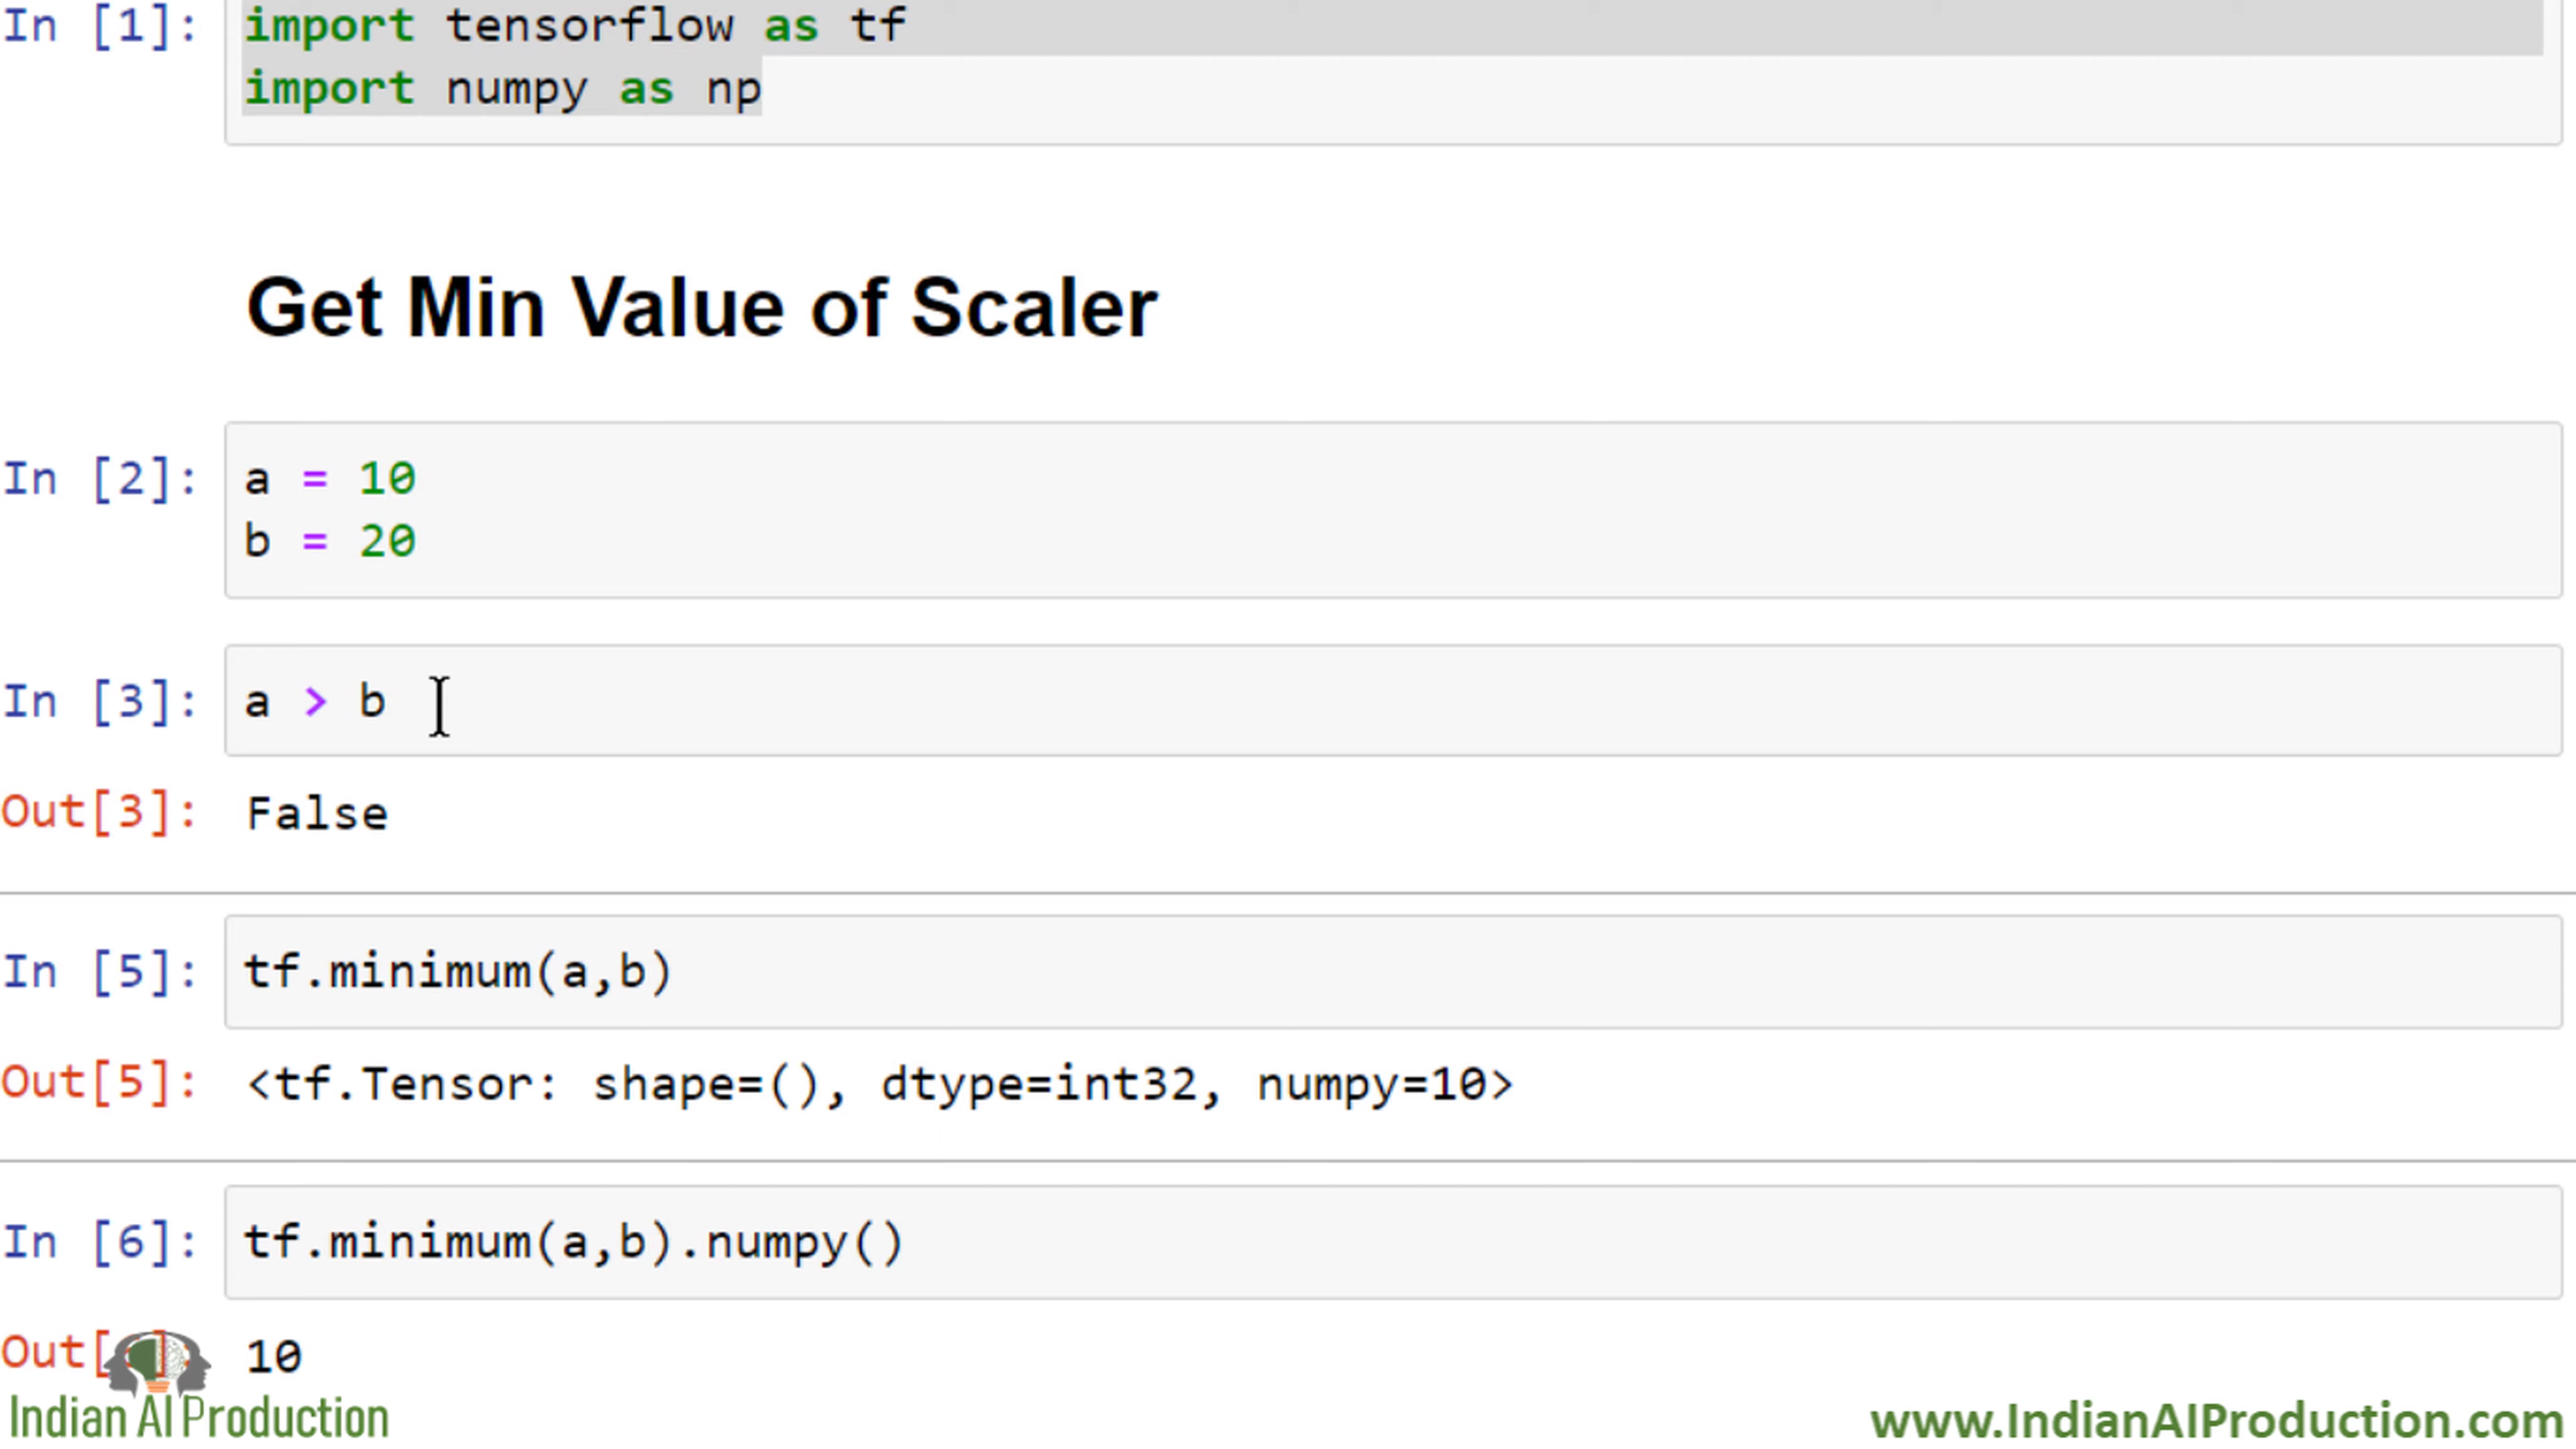 In [1]: import tensorflow as tf
import numpy as np
Get Min Value of Scaler
In [2]: a = 10
b = 20
In [3]: a > b
Out[3]: False
In [5]: tf.minimum(a,b)
Out[5]: <tf.Tensor: shape=(), dtype=int32, numpy=10>
In [6]: tf.minimum(a,b).numpy()
Out[ ]: 10
Indian AI Production
www.IndianAIProduction.com